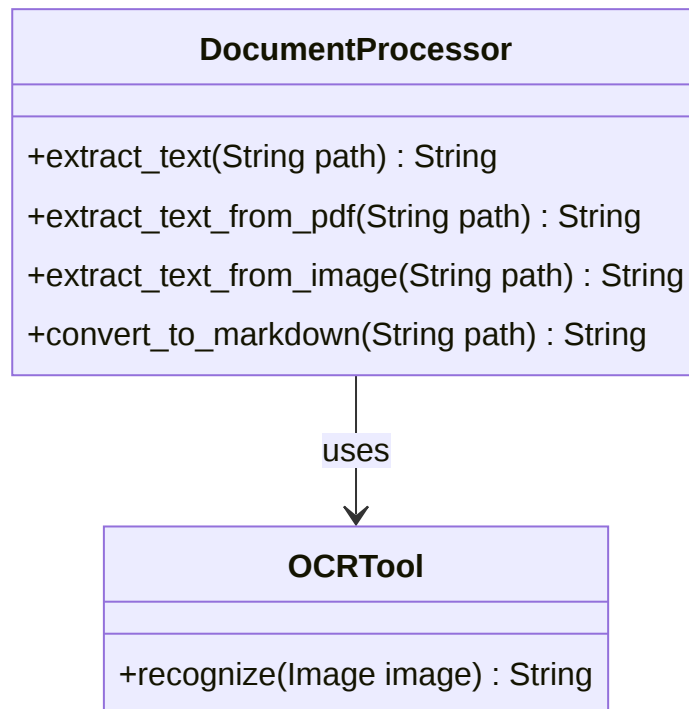 DocumentProcessor
+extract_text(String path) : String
+extract_text_from_pdf(String path) : String
+extract_text_from_image(String path) : String
+convert_to_markdown(String path) : String
uses
OCRTool
+recognize(Image image) : String